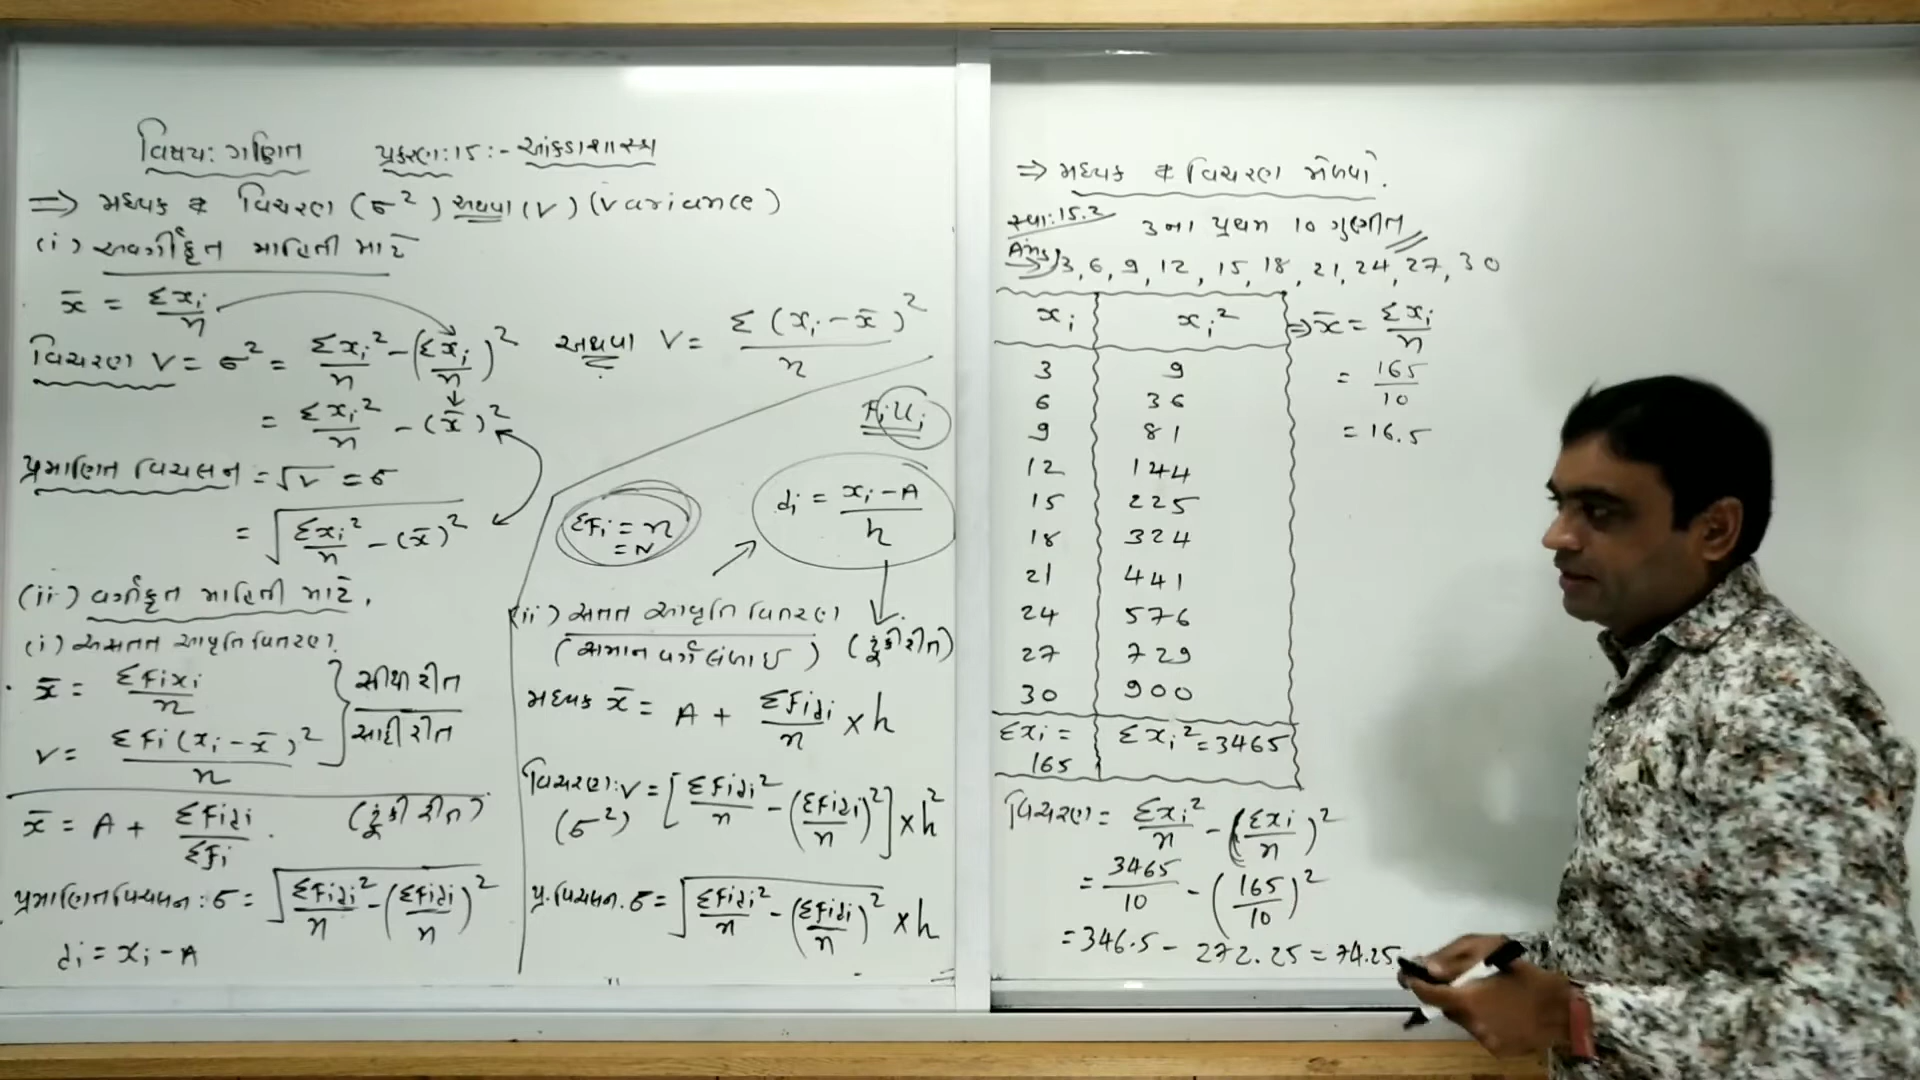 વિષય: ગણિત પ્રકરણ:15:- આંકડાશાસ્ત્ર
⇒ મધ્યક ને વિચરણ (σ²) અથવા (V) (Variance)
(i) અવર્ગીકૃત માહિતી માટે
x̄ = Σxi/n
વિચરણ V = σ² = Σxi²/n - (Σxi/n)² અથવા V = Σ(xi - x̄)²/n
= Σxi²/n - (x̄)²
પ્રમાણિત વિચલન = √V = σ
= √(Σxi²/n - (x̄)²)
(ii) વર્ગીકૃત માહિતી માટે,
(i) અસતત આવૃત્તિ વિતરણ.
x̄ = Σfixi/n
V = Σfi(xi - x̄)²/n
સીધી રીત
સાદી રીત
x̄ = A + Σfidi/Σfi. (ટૂંકી રીત)
પ્રમાણિત વિચલન: σ = √(Σfidi²/n - (Σfidi/n)²)
di = xi - A
fiui
Σfi = n
= N
di = (xi - A)/h
(ii) સતત આવૃત્તિ વિતરણ
(સમાન વર્ગલંબાઈ) (ટૂંકી રીત)
મધ્યક x̄ = A + Σfidi/n × h
વિચરણ: V = [Σfidi²/n - (Σfidi/n)²] × h²
(σ²)
પ્ર. વિચલન. σ = √(Σfidi²/n - (Σfidi/n)²) × h
⇒ મધ્યક ને વિચરણ મેળવો.
સ્વા:15.2 3ના પ્રથમ 10 ગુણીત
Ans
→ 3, 6, 9, 12, 15, 18, 21, 24, 27, 30
xi xi²
3 9
6 36
9 81
12 144
15 225
18 324
21 441
24 576
27 729
30 900
Σxi = 165 Σxi² = 3465
⇒ x̄ = Σxi/n
= 165/10
= 16.5
વિચરણ = Σxi²/n - (Σxi/n)²
= 3465/10 - (165/10)²
= 346.5 - 272.25 = 74.25